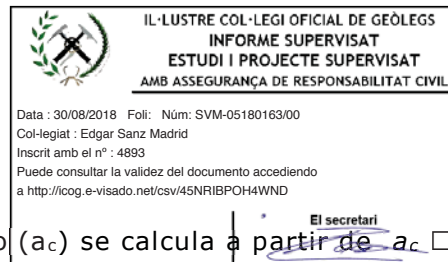 IL·LUSTRE COL·LEGI OFICIAL DE GEÒLEGS
INFORME SUPERVISAT
ESTUDI I PROJECTE SUPERVISAT
AMB ASSEGURANÇA DE RESPONSABILITAT CIVIL
Data : 30/08/2018 Foli: Núm: SVM-05180163/00
Col-legiat : Edgar Sanz Madrid
Inscrit amb el nº : 4893
Puede consultar la validez del documento accediendo
a http://icog.e-visado.net/csv/45NRIBPOH4WND
El secretari
(ac) se calcula a partir de ac